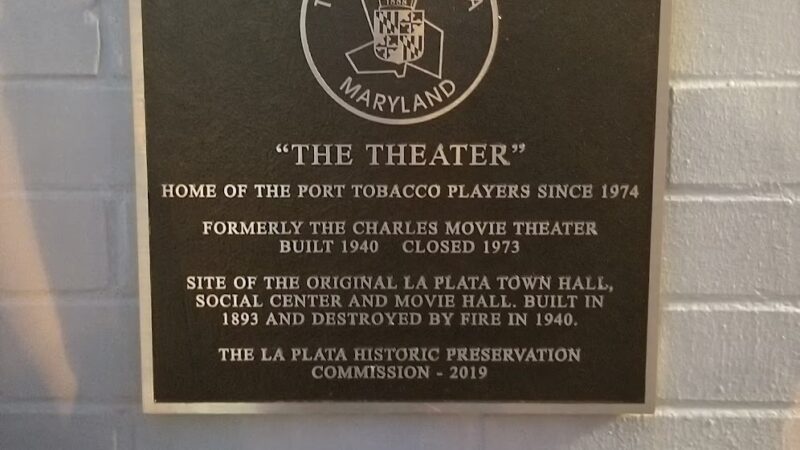 1888
MARYLAND
“THE THEATER”
HOME OF THE PORT TOBACCO PLAYERS SINCE 1974
FORMERLY THE CHARLES MOVIE THEATER
BUILT 1940 CLOSED 1973
SITE OF THE ORIGINAL LA PLATA TOWN HALL,
SOCIAL CENTER AND MOVIE HALL. BUILT IN
1893 AND DESTROYED BY FIRE IN 1940.
THE LA PLATA HISTORIC PRESERVATION
COMMISSION - 2019